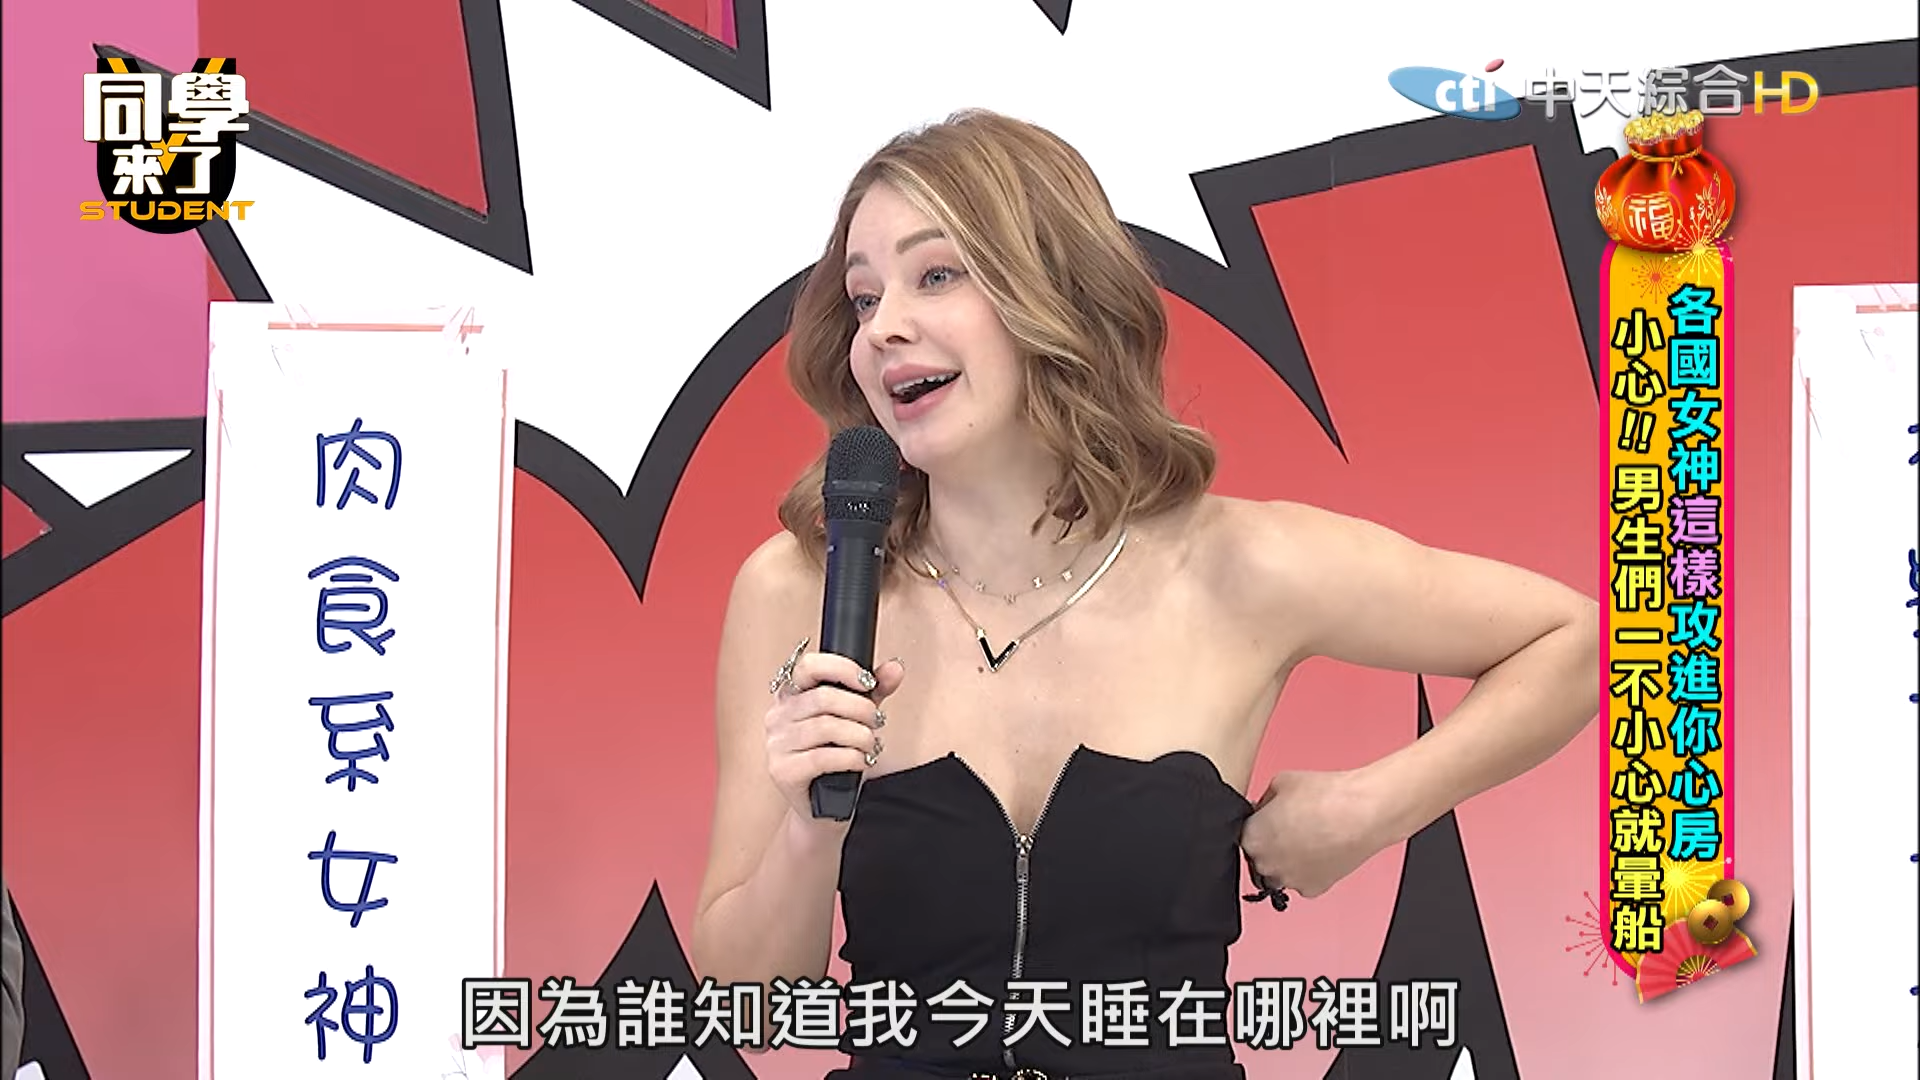 同學
來了
STUDENT
cti 中天綜合HD
福
各國女神這樣攻進你心房
小心!! 男生們一不小心就暈船
肉食系女神
因為誰知道我今天睡在哪裡啊